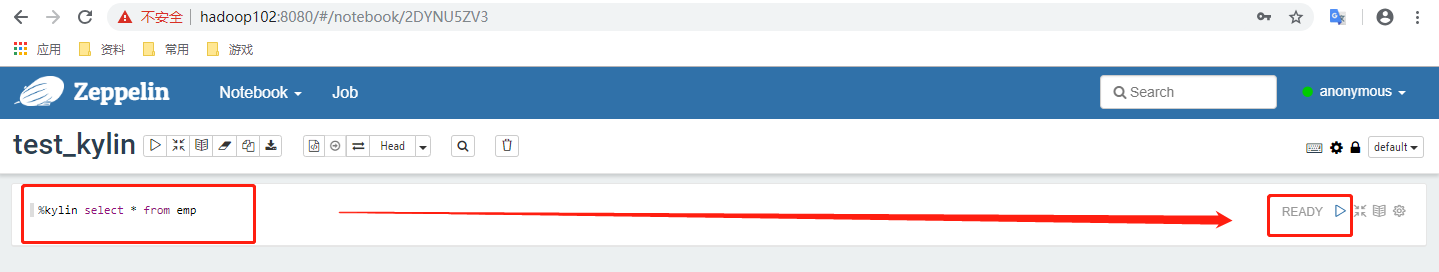 不安全 | hadoop102:8080/#/notebook/2DYNU5ZV3
应用 资料 常用 游戏
Zeppelin Notebook Job Search anonymous
test_kylin Head default
%kylin select * from emp READY